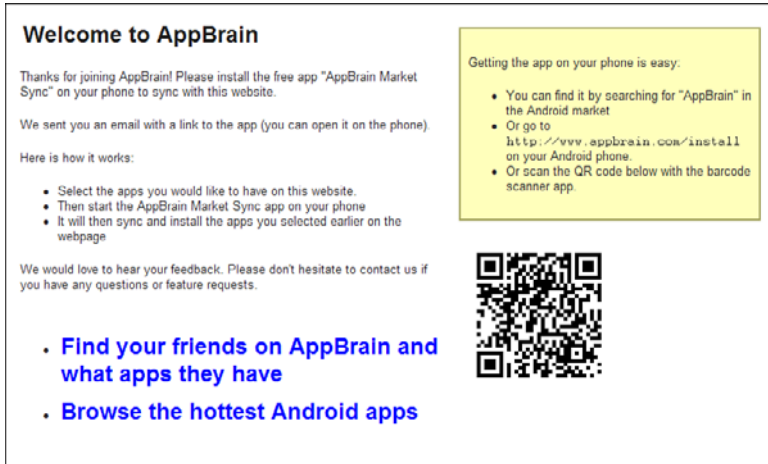 Welcome to AppBrain
Thanks for joining AppBrain! Please install the free app "AppBrain Market
Sync" on your phone to sync with this website.
We sent you an email with a link to the app (you can open it on the phone).
Here is how it works:
• Select the apps you would like to have on this website.
• Then start the AppBrain Market Sync app on your phone
• It will then sync and install the apps you selected earlier on the
webpage
We would love to hear your feedback. Please don't hesitate to contact us if
you have any questions or feature requests.
• Find your friends on AppBrain and
what apps they have
• Browse the hottest Android apps
Getting the app on your phone is easy:
• You can find it by searching for "AppBrain" in
the Android market
• Or go to
http://www.appbrain.com/install
on your Android phone.
• Or scan the QR code below with the barcode
scanner app.